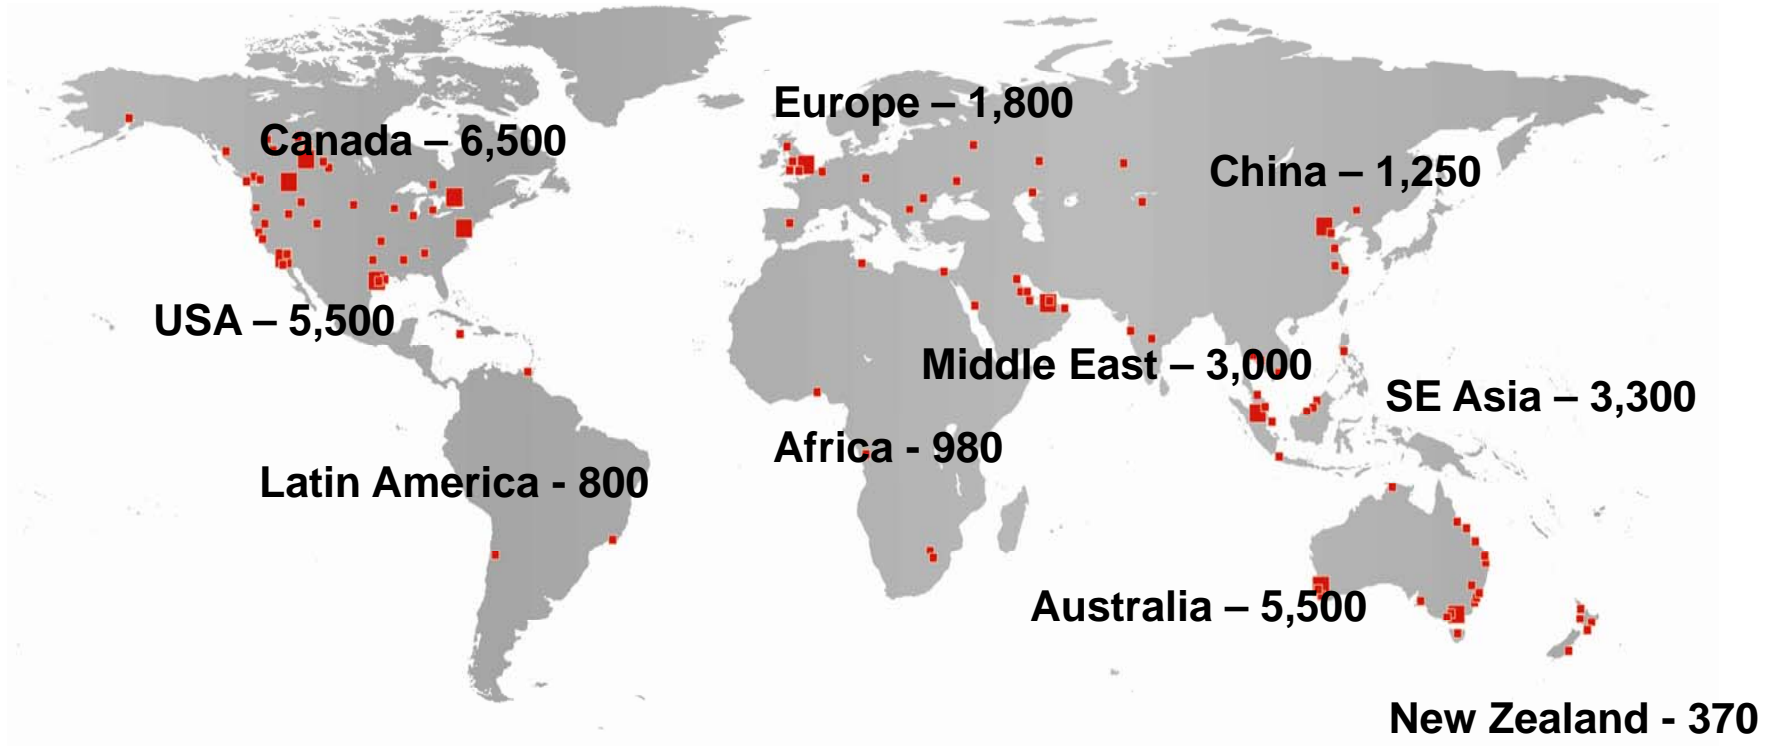 Europe – 1,800
Canada – 6,500
China – 1,250
USA – 5,500
Middle East – 3,000
SE Asia – 3,300
Africa - 980
Latin America - 800
Australia – 5,500
New Zealand - 370